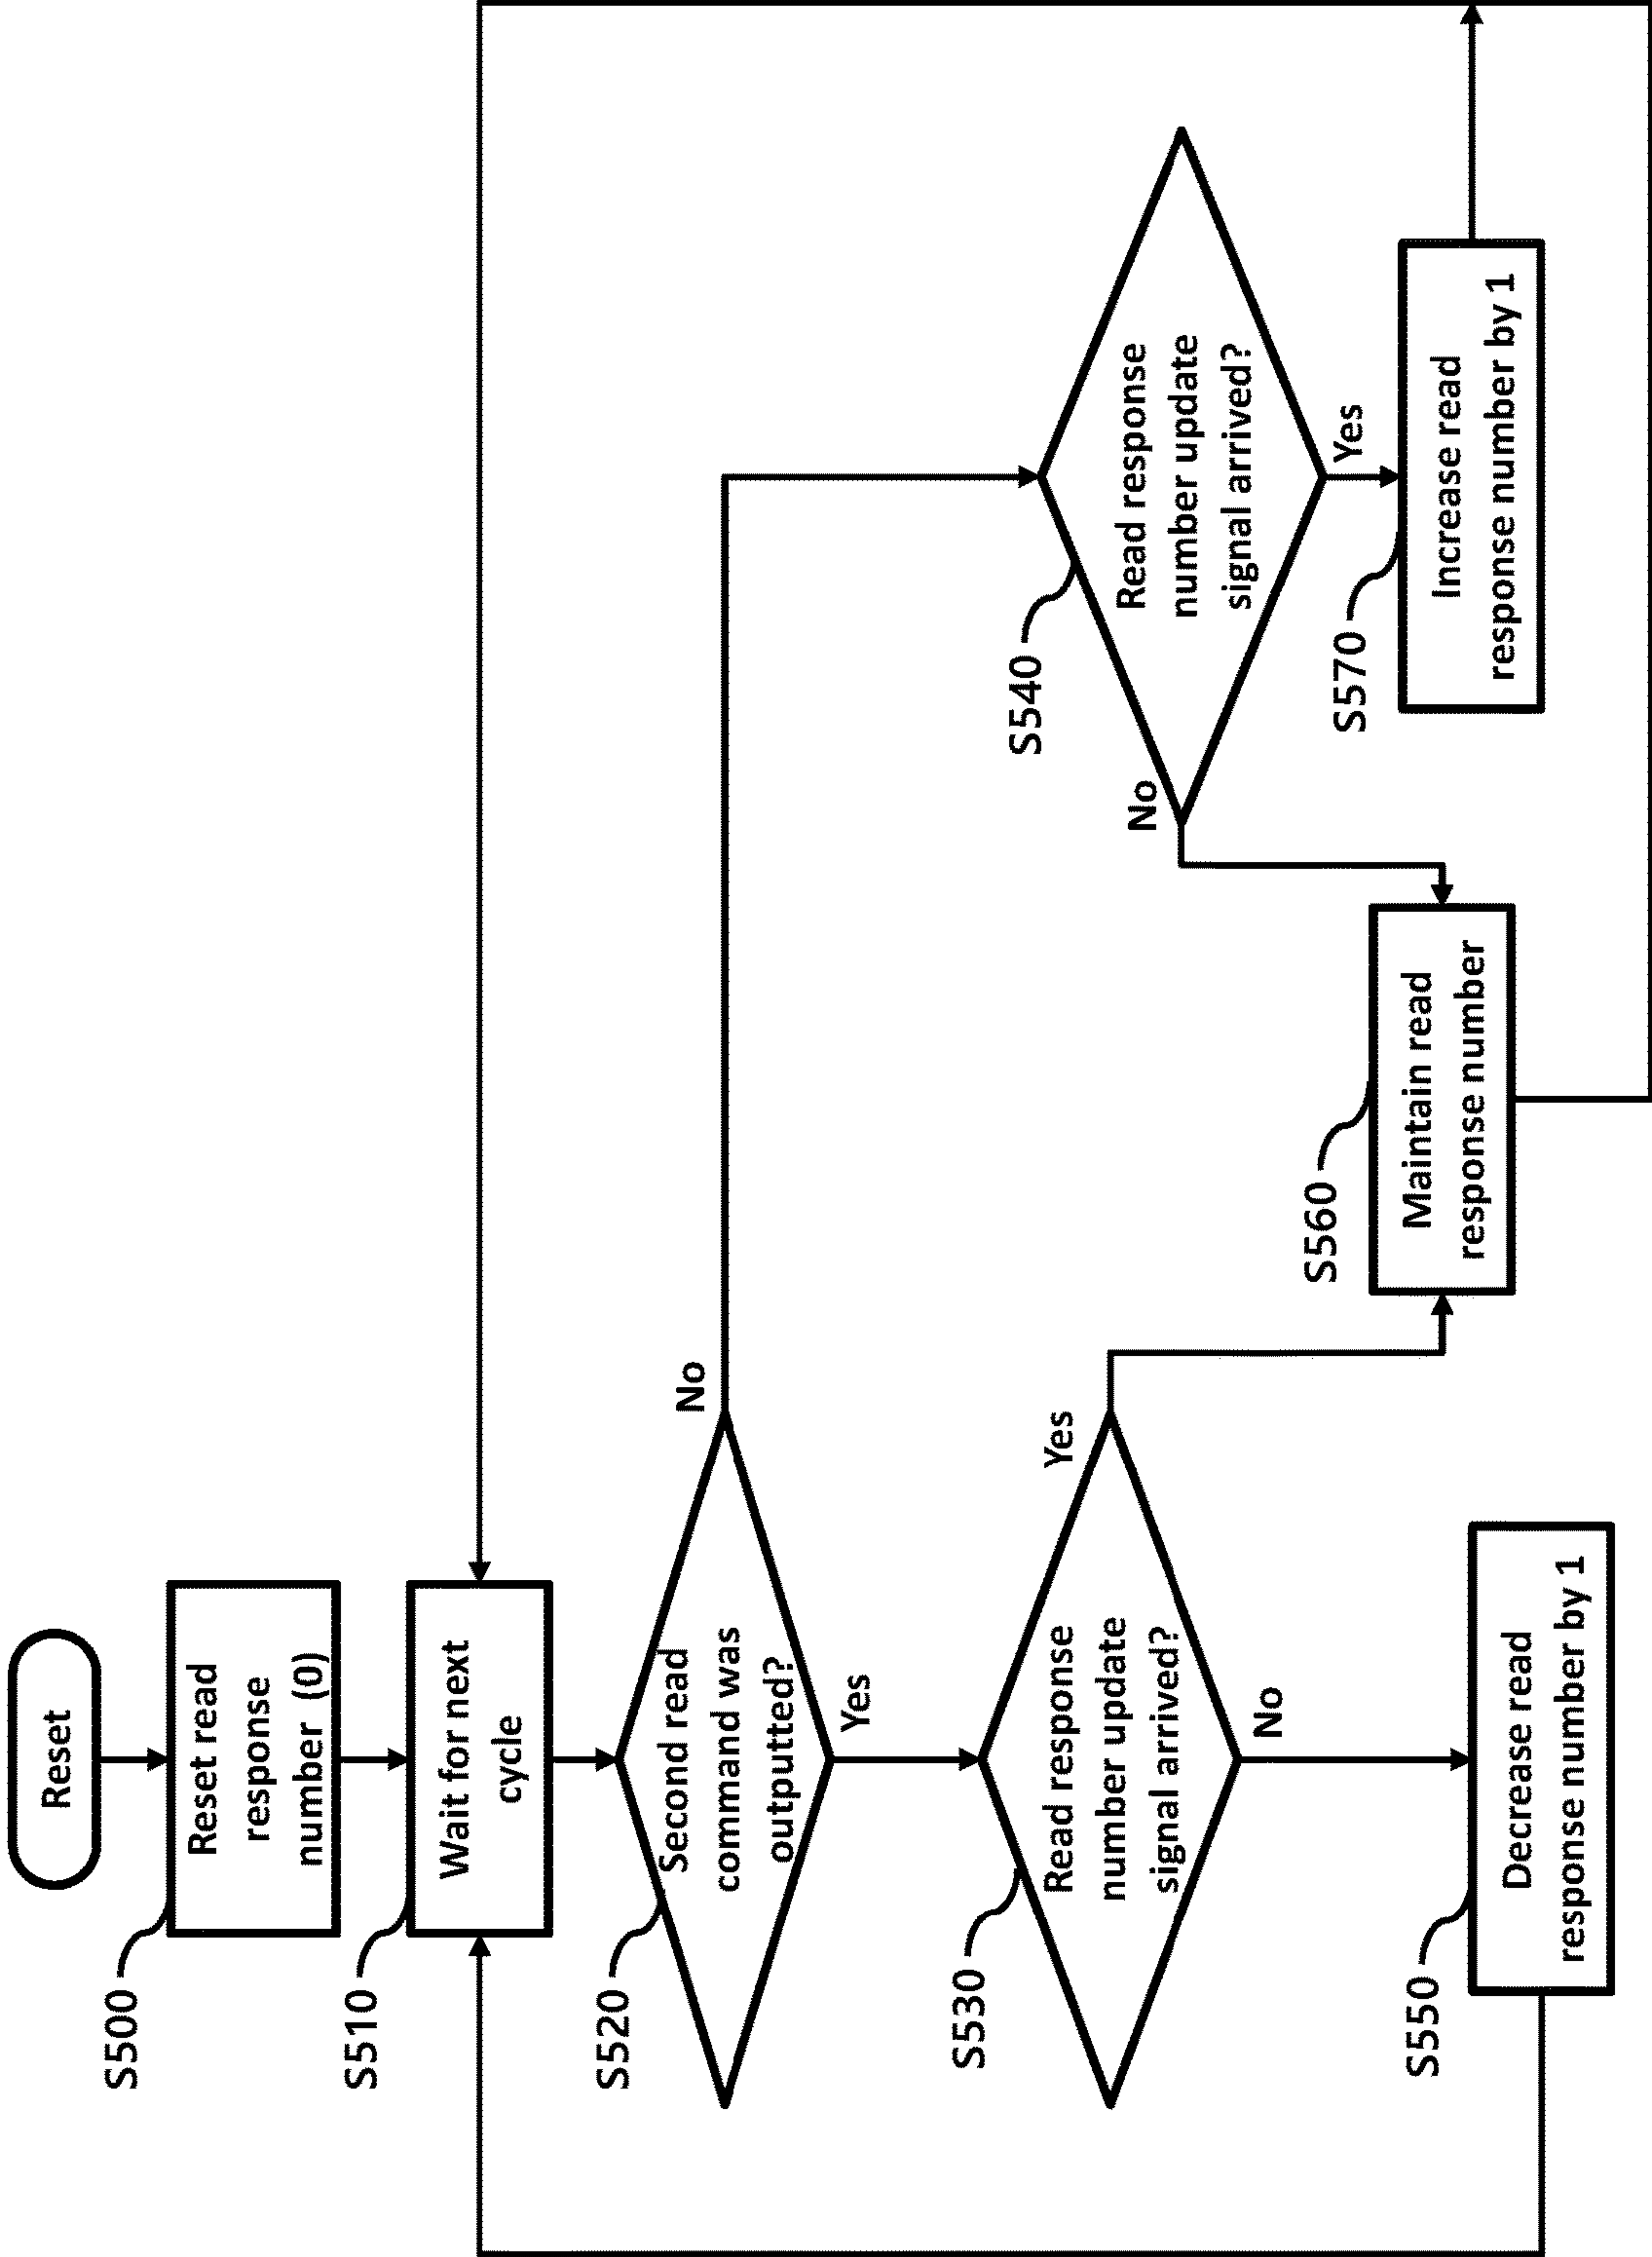 Reset
S500
Reset read
response
number (0)
S510
Wait for next
cycle
S520
Second read
command was
outputted?
No
Yes
S530
Read response
number update
signal arrived?
Yes
No
S540
Read response
number update
signal arrived?
No
Yes
S550
Decrease read
response number by 1
S560
Maintain read
response number
S570
Increase read
response number by 1